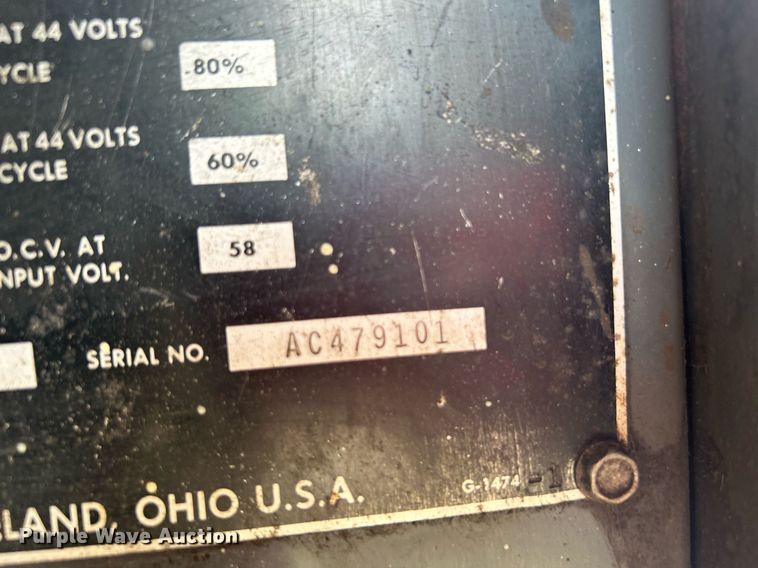 AT 44 VOLTS
YCLE 80%
AT 44 VOLTS
CYCLE 60%
O.C.V. AT
NPUT VOLT. 58
SERIAL NO. AC479101
G-1474-1
LAND, OHIO U.S.A.
Purple Wave Auction